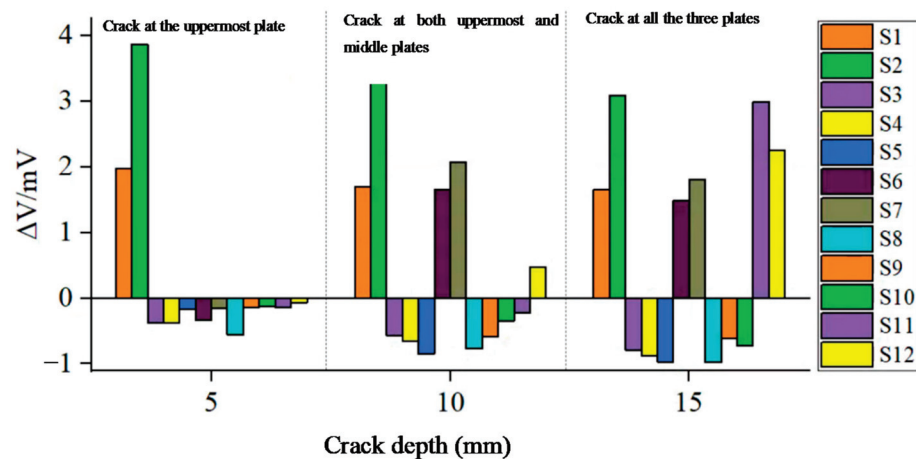 Crack at the uppermost plate
Crack at both uppermost and
middle plates
Crack at all the three plates
4
3
2
1
0
−1
ΔV/mV
5
10
15
Crack depth (mm)
S1
S2
S3
S4
S5
S6
S7
S8
S9
S10
S11
S12